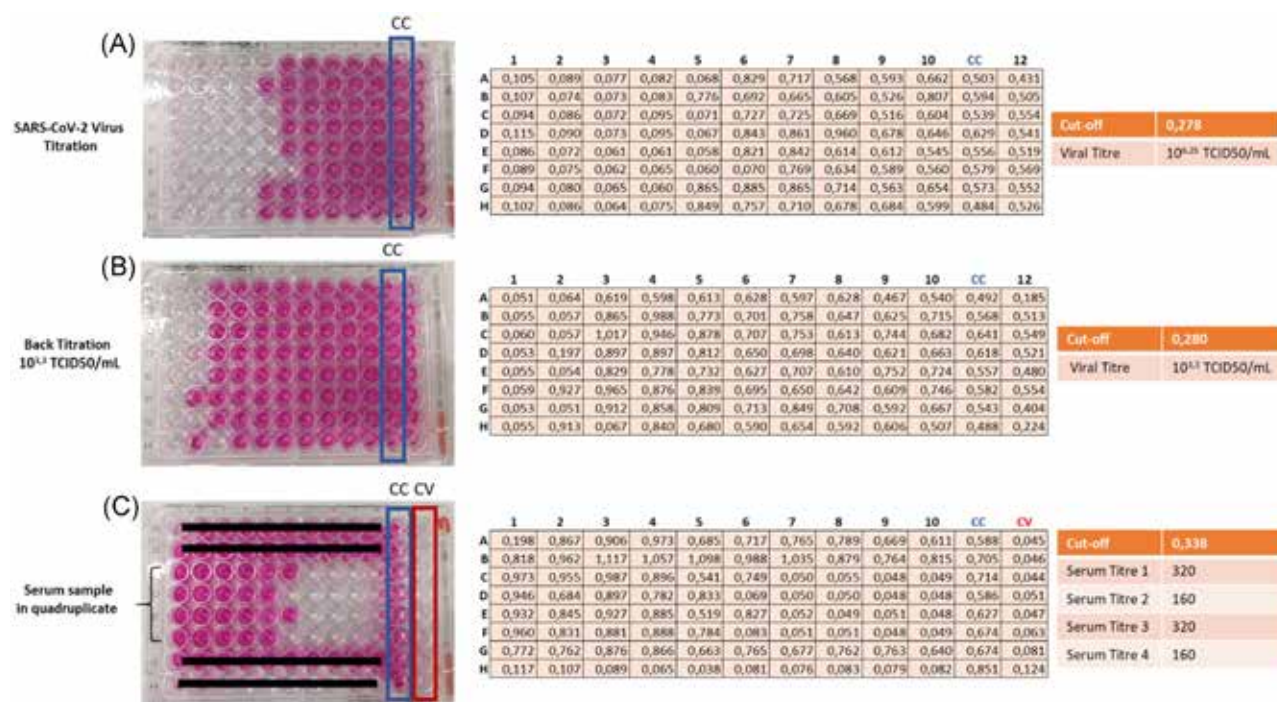 (A)
CC
SARS-CoV-2 Virus
Titration
1 2 3 4 5 6 7 8 9 10 CC 12
A 0,105 0,089 0,077 0,082 0,068 0,829 0,717 0,568 0,593 0,662 0,503 0,431
B 0,107 0,074 0,073 0,083 0,776 0,692 0,665 0,605 0,526 0,807 0,594 0,505
C 0,094 0,086 0,072 0,095 0,071 0,727 0,725 0,669 0,516 0,604 0,539 0,554
D 0,115 0,090 0,073 0,095 0,067 0,843 0,861 0,960 0,678 0,646 0,629 0,541
E 0,086 0,072 0,061 0,061 0,058 0,821 0,842 0,614 0,612 0,545 0,556 0,519
F 0,089 0,075 0,062 0,065 0,060 0,070 0,769 0,634 0,589 0,560 0,579 0,569
G 0,094 0,080 0,065 0,060 0,865 0,885 0,865 0,714 0,563 0,654 0,573 0,552
H 0,102 0,086 0,064 0,075 0,849 0,757 0,710 0,678 0,684 0,599 0,484 0,526
Cut-off 0,278
Viral Titre TCID50/mL
(B)
CC
Back Titration
TCID50/mL
1 2 3 4 5 6 7 8 9 10 CC 12
A 0,051 0,064 0,619 0,598 0,613 0,628 0,597 0,628 0,467 0,540 0,492 0,185
B 0,055 0,057 0,865 0,988 0,773 0,701 0,758 0,647 0,625 0,715 0,568 0,513
C 0,060 0,057 1,017 0,946 0,878 0,707 0,753 0,613 0,744 0,682 0,641 0,549
D 0,053 0,197 0,897 0,897 0,812 0,650 0,698 0,640 0,621 0,663 0,618 0,521
E 0,055 0,054 0,829 0,778 0,732 0,627 0,707 0,610 0,752 0,724 0,557 0,480
F 0,059 0,927 0,965 0,876 0,839 0,695 0,650 0,642 0,609 0,746 0,582 0,554
G 0,053 0,051 0,912 0,858 0,809 0,713 0,849 0,708 0,592 0,667 0,543 0,404
H 0,055 0,913 0,067 0,840 0,680 0,590 0,654 0,592 0,606 0,507 0,488 0,224
Cut-off 0,280
Viral Titre TCID50/mL
(C)
CC CV
Serum sample
in quadruplicate
1 2 3 4 5 6 7 8 9 10 CC CV
A 0,198 0,867 0,906 0,973 0,685 0,717 0,765 0,789 0,669 0,611 0,588 0,045
B 0,818 0,962 1,117 1,057 1,098 0,988 1,035 0,879 0,764 0,815 0,705 0,046
C 0,973 0,955 0,987 0,896 0,541 0,749 0,050 0,055 0,048 0,049 0,714 0,044
D 0,946 0,684 0,897 0,782 0,833 0,069 0,050 0,050 0,048 0,048 0,586 0,051
E 0,932 0,845 0,927 0,885 0,519 0,827 0,052 0,049 0,051 0,048 0,627 0,047
F 0,960 0,831 0,881 0,888 0,784 0,083 0,051 0,051 0,048 0,049 0,674 0,063
G 0,772 0,762 0,876 0,866 0,663 0,765 0,677 0,762 0,763 0,640 0,674 0,081
H 0,117 0,107 0,089 0,065 0,038 0,081 0,076 0,083 0,079 0,082 0,851 0,124
Cut-off 0,338
Serum Titre 1 320
Serum Titre 2 160
Serum Titre 3 320
Serum Titre 4 160